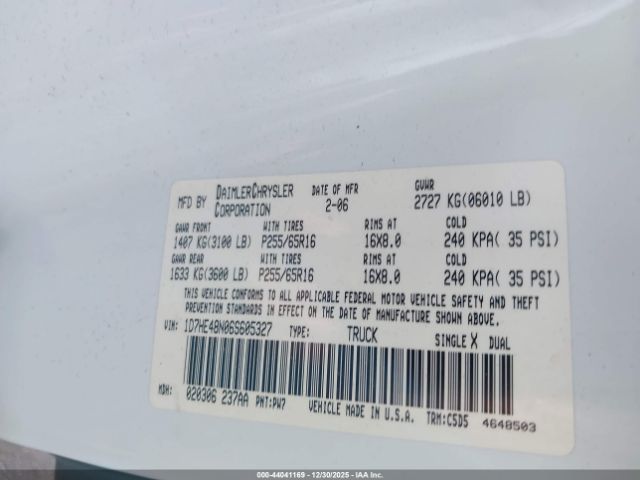 MFD BY DAIMLERCHRYSLER CORPORATION DATE OF MFR 2-06 GVWR 2727 KG(06010 LB)
GAWR FRONT WITH TIRES RIMS AT COLD
1407 KG(3100 LB) P255/65R16 16X8.0 240 KPA( 35 PSI)
GAWR REAR WITH TIRES RIMS AT COLD
1633 KG(3600 LB) P255/65R16 16X8.0 240 KPA( 35 PSI)
THIS VEHICLE CONFORMS TO ALL APPLICABLE FEDERAL MOTOR VEHICLE SAFETY AND THEFT
PREVENTION STANDARDS IN EFFECT ON THE DATE OF MANUFACTURE SHOWN ABOVE.
VIN: 1D7HE48N06S605327 TYPE: TRUCK SINGLE X DUAL
MDH: 020306 237AA PNT:PW7 VEHICLE MADE IN U.S.A. TRM:C5D5 4648503
000-44041169 - 12/30/2025 - IAA Inc.